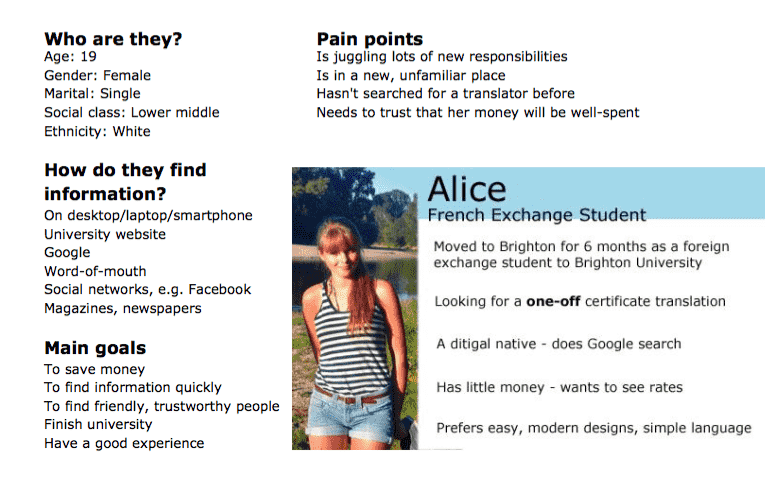 Who are they?
Age: 19
Gender: Female
Marital: Single
Social class: Lower middle
Ethnicity: White
Pain points
Is juggling lots of new responsibilities
Is in a new, unfamiliar place
Hasn't searched for a translator before
Needs to trust that her money will be well-spent
How do they find
information?
On desktop/laptop/smartphone
University website
Google
Word-of-mouth
Social networks, e.g. Facebook
Magazines, newspapers
Main goals
To save money
To find information quickly
To find friendly, trustworthy people
Finish university
Have a good experience
Alice
French Exchange Student
Moved to Brighton for 6 months as a foreign
exchange student to Brighton University
Looking for a one-off certificate translation
A ditigal native - does Google search
Has little money - wants to see rates
Prefers easy, modern designs, simple language